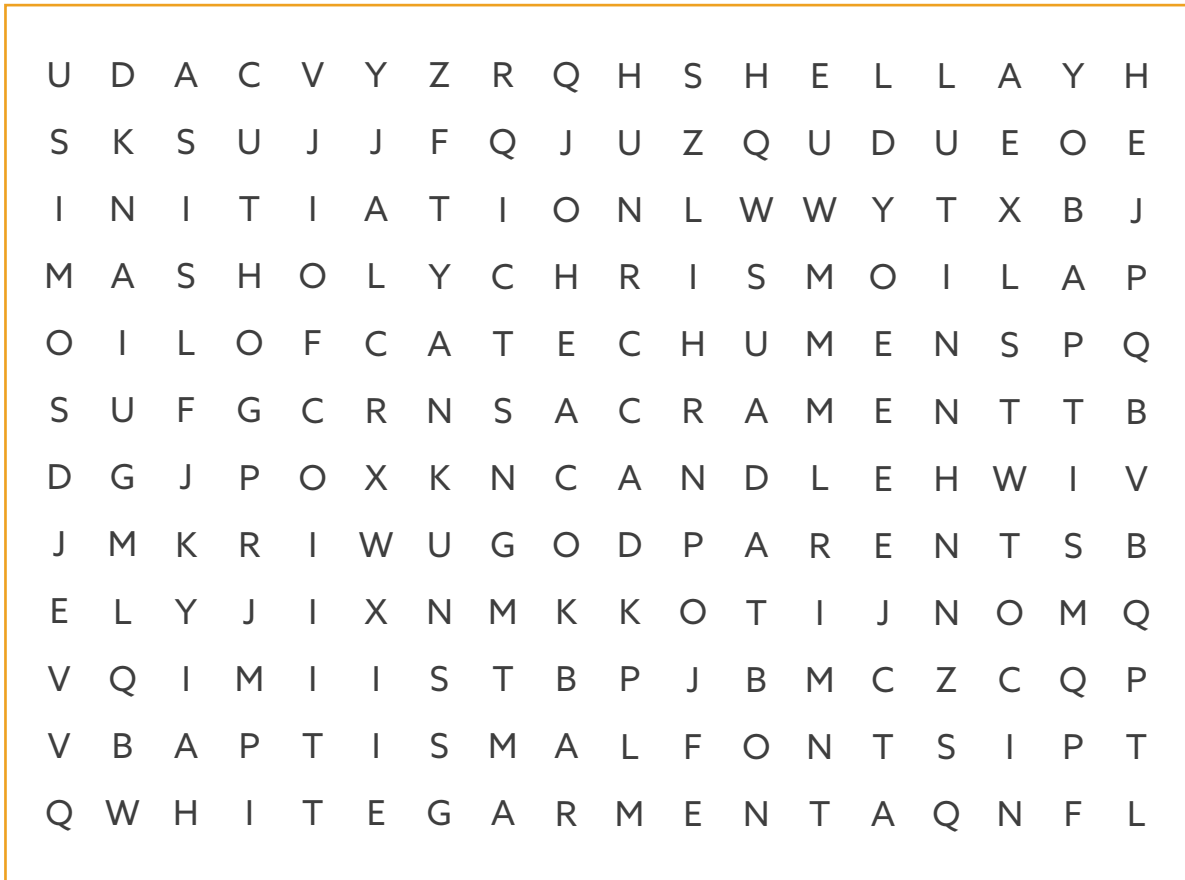 U D A C V Y Z R Q H S H E L L A Y H
S K S U J J F Q J U Z Q U D U E O E
I N I T I A T I O N L W W Y T X B J
M A S H O L Y C H R I S M O I L A P
O I L O F C A T E C H U M E N S P Q
S U F G C R N S A C R A M E N T T B
D G J P O X K N C A N D L E H W I V
J M K R I W U G O D P A R E N T S B
E L Y J I X N M K K O T I J N O M Q
V Q I M I I S T B P J B M C Z C Q P
V B A P T I S M A L F O N T S I P T
Q W H I T E G A R M E N T A Q N F L